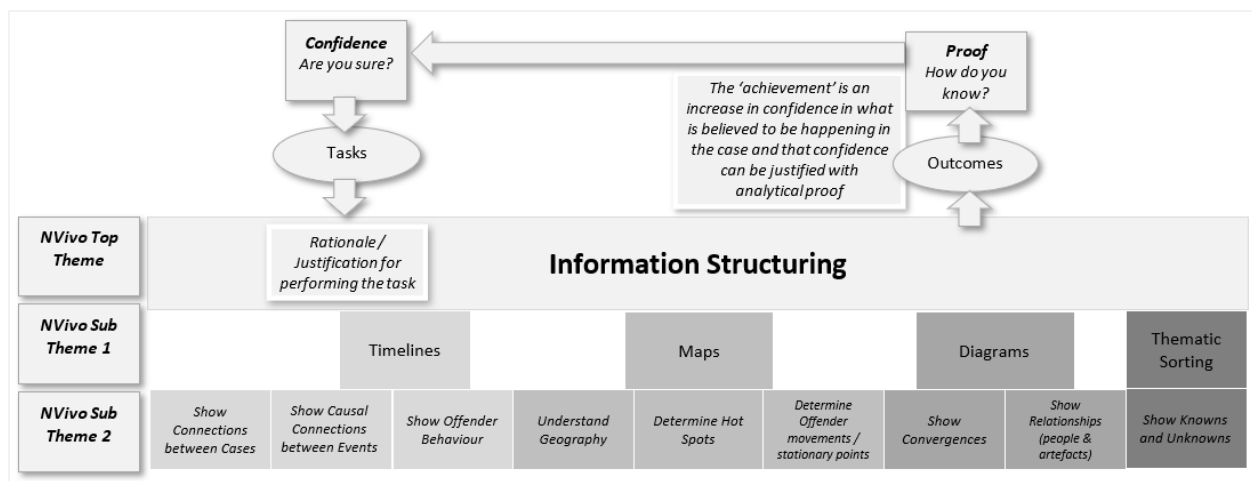 Confidence
Are you sure?
Proof
How do you
know?
The ‘achievement’ is an
increase in confidence in what
is believed to be happening in
the case and that confidence
can be justified with
analytical proof
Tasks
Outcomes
NVivo Top
Theme
Rationale /
Justification for
performing the task
Information Structuring
NVivo Sub
Theme 1
Timelines
Maps
Diagrams
Thematic
Sorting
NVivo Sub
Theme 2
Show
Connections
between Cases
Show Causal
Connections
between Events
Show Offender
Behaviour
Understand
Geography
Determine Hot
Spots
Determine
Offender
movements /
stationary points
Show
Convergences
Show
Relationships
(people &
artefacts)
Show Knowns
and Unknowns